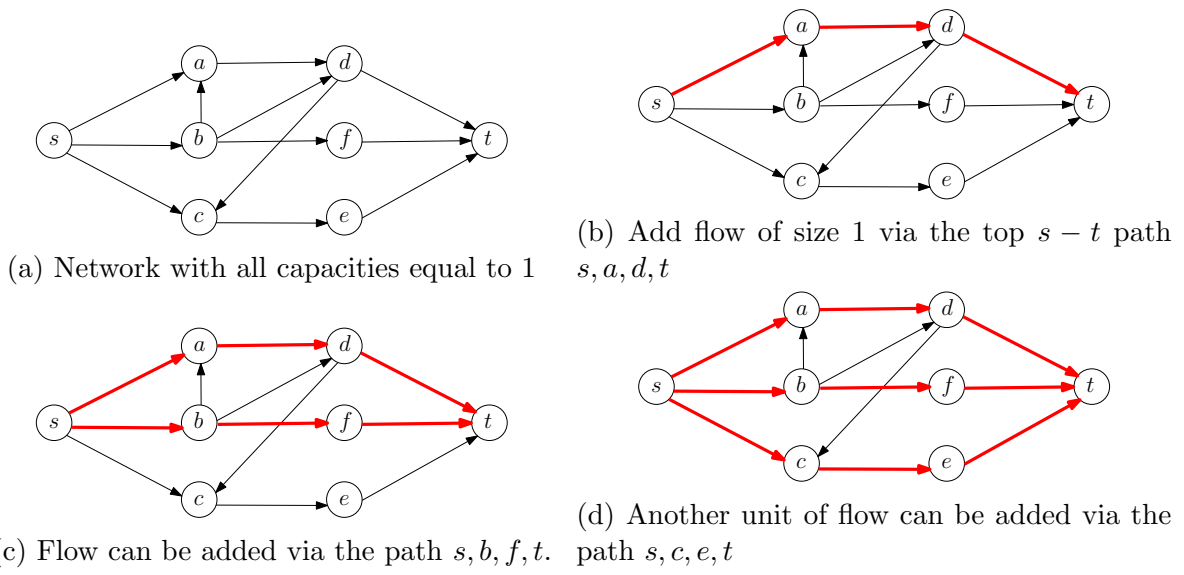 a
d
s
b
f
t
c
e
(a) Network with all capacities equal to 1
a
d
s
b
f
t
c
e
(b) Add flow of size 1 via the top s − t path
s, a, d, t
a
d
s
b
f
t
c
e
c) Flow can be added via the path s, b, f, t.
a
d
s
b
f
t
c
e
(d) Another unit of flow can be added via the
path s, c, e, t